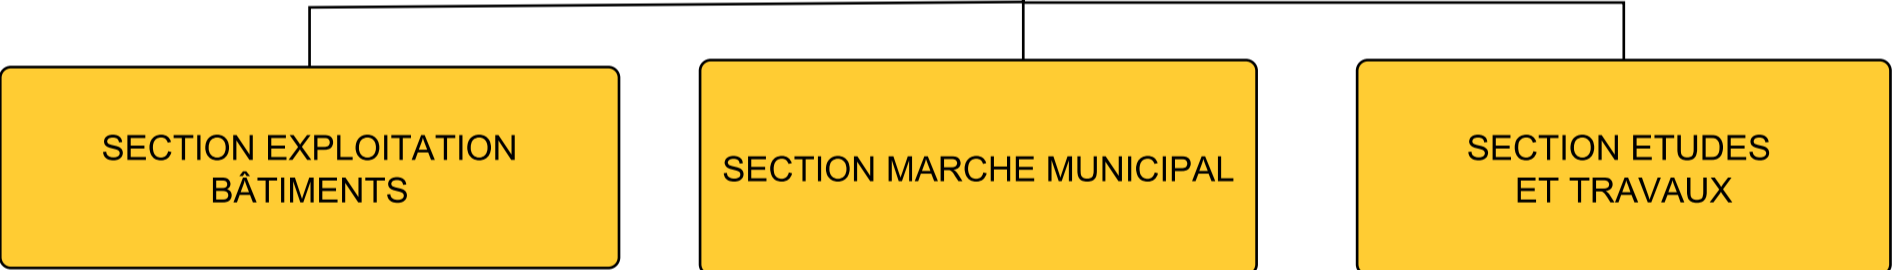 SECTION EXPLOITATION
BÂTIMENTS
SECTION MARCHE MUNICIPAL
SECTION ETUDES
ET TRAVAUX